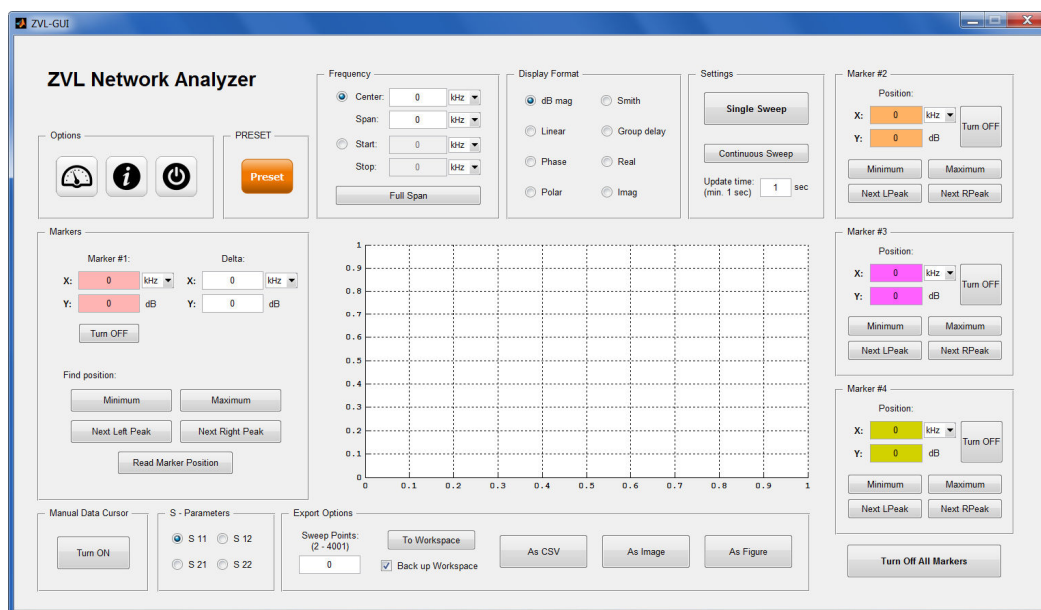 ZVL-GUI
ZVL Network Analyzer
Options
PRESET
Preset
Frequency
Center: 0 kHz
Span: 0 kHz
Start: 0 kHz
Stop: 0 kHz
Full Span
Display Format
dB mag Smith
Linear Group delay
Phase Real
Polar Imag
Settings
Single Sweep
Continuous Sweep
Update time: 1 sec
(min. 1 sec)
Marker #2
Position:
X: 0 kHz Turn OFF
Y: 0 dB
Minimum Maximum
Next LPeak Next RPeak
Markers
Marker #1: Delta:
X: 0 kHz X: 0 kHz
Y: 0 dB Y: 0 dB
Turn OFF
Find position:
Minimum Maximum
Next Left Peak Next Right Peak
Read Marker Position
1
0.9
0.8
0.7
0.6
0.5
0.4
0.3
0.2
0.1
0
0 0.1 0.2 0.3 0.4 0.5 0.6 0.7 0.8 0.9 1
Marker #3
Position:
X: 0 kHz Turn OFF
Y: 0 dB
Minimum Maximum
Next LPeak Next RPeak
Marker #4
Position:
X: 0 kHz Turn OFF
Y: 0 dB
Minimum Maximum
Next LPeak Next RPeak
Manual Data Cursor
Turn ON
S - Parameters
S 11 S 12
S 21 S 22
Export Options
Sweep Points:
(2 - 4001)
0
To Workspace
Back up Workspace
As CSV As Image As Figure
Turn Off All Markers